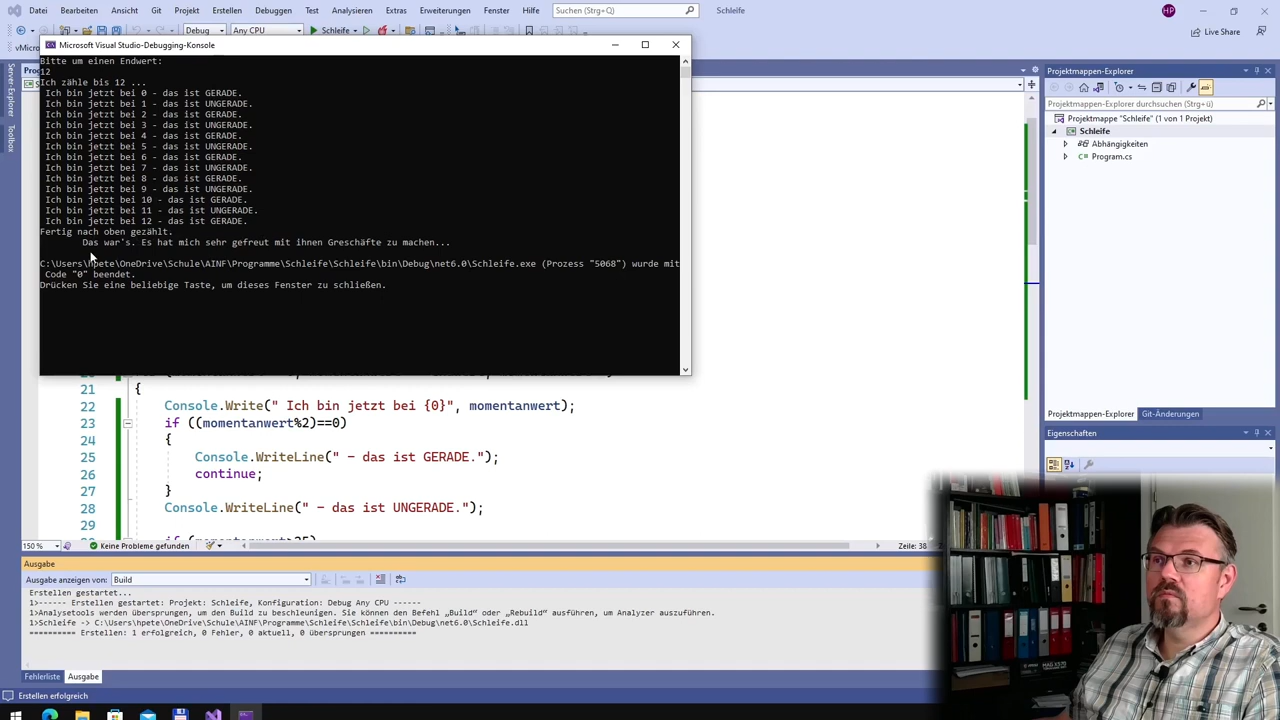 Datei Bearbeiten Ansicht Git Projekt Erstellen Debuggen Test Analysieren Extras Erweiterungen Fenster Hilfe Suchen (Strg+Ü) Schleife HP
Debug Any CPU Schleife Live Share
Microsoft Visual Studio-Debugging-Konsole
Bitte um einen Endwert:
12
Ich zähle bis 12 ...
Ich bin jetzt bei 0 - das ist GERADE.
Ich bin jetzt bei 1 - das ist UNGERADE.
Ich bin jetzt bei 2 - das ist GERADE.
Ich bin jetzt bei 3 - das ist UNGERADE.
Ich bin jetzt bei 4 - das ist GERADE.
Ich bin jetzt bei 5 - das ist UNGERADE.
Ich bin jetzt bei 6 - das ist GERADE.
Ich bin jetzt bei 7 - das ist UNGERADE.
Ich bin jetzt bei 8 - das ist GERADE.
Ich bin jetzt bei 9 - das ist UNGERADE.
Ich bin jetzt bei 10 - das ist GERADE.
Ich bin jetzt bei 11 - das ist UNGERADE.
Ich bin jetzt bei 12 - das ist GERADE.
Fertig nach oben gezählt.
Das war's. Es hat mich sehr gefreut mit ihnen Greschäfte zu machen...
C:\Users\hpete\OneDrive\Schule\AINF\Programme\Schleife\Schleife\bin\Debug\net6.0\Schleife.exe (Prozess "5068") wurde mit
Code "0" beendet.
Drücken Sie eine beliebige Taste, um dieses Fenster zu schließen.
Server-Explorer
Toolbox
21 {
22 Console.Write(" Ich bin jetzt bei {0}", momentanwert);
23 if ((momentanwert%2)==0)
24 {
25 Console.WriteLine(" - das ist GERADE.");
26 continue;
27 }
28 Console.WriteLine(" - das ist UNGERADE.");
29
150 % Keine Probleme gefunden Zeile: 38
Ausgabe
Ausgabe anzeigen von: Build
Erstellen gestartet...
1>------ Erstellen gestartet: Projekt: Schleife, Konfiguration: Debug Any CPU ------
1>Analysetools werden übersprungen, um den Build zu beschleunigen. Sie können den Befehl „Build“ oder „Rebuild“ ausführen, um Analyzer auszuführen.
1>Schleife -> C:\Users\hpete\OneDrive\Schule\AINF\Programme\Schleife\Schleife\bin\Debug\net6.0\Schleife.dll
========== Erstellen: 1 erfolgreich, 0 Fehler, 0 aktuell, 0 übersprungen ==========
Fehlerliste Ausgabe
Erstellen erfolgreich
Projektmappen-Explorer
Projektmappen-Explorer durchsuchen (Strg+ü)
Projektmappe "Schleife" (1 von 1 Projekt)
Schleife
Abhängigkeiten
Program.cs
Projektmappen-Explorer Git-Änderungen
Eigenschaften